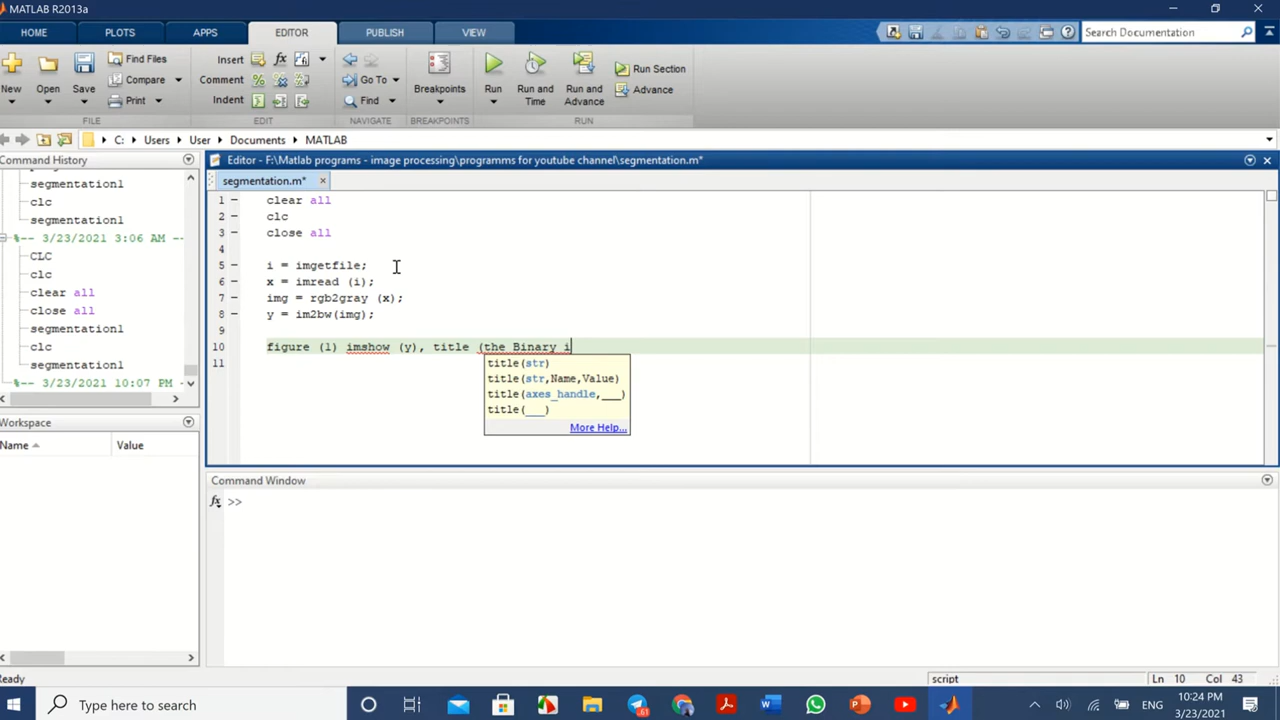 MATLAB R2013a
HOME PLOTS APPS EDITOR PUBLISH VIEW Search Documentation
New Open Save Find Files Compare Print
Insert Comment Indent
Go To Find
Breakpoints
Run Run and Time Run and Advance Run Section Advance
FILE EDIT NAVIGATE BREAKPOINTS RUN
C: Users User Documents MATLAB
Command History
segmentation1
clc
segmentation1
%-- 3/23/2021 3:06 AM --
CLC
clc
clear all
close all
segmentation1
clc
segmentation1
%-- 3/23/2021 10:07 PM --
Workspace
Name Value
Editor - F:\Matlab programs - image processing\programms for youtube channel\segmentation.m*
segmentation.m*
1 clear all
2 clc
3 close all
4
5 i = imgetfile;
6 x = imread (i);
7 img = rgb2gray (x);
8 y = im2bw(img);
9
10 figure (1) imshow (y), title (the Binary i
11
title(str)
title(str,Name,Value)
title(axes_handle,___)
title(___)
More Help...
Command Window
fx >>
Ready script Ln 10 Col 43
Type here to search
61
ENG
10:24 PM
3/23/2021